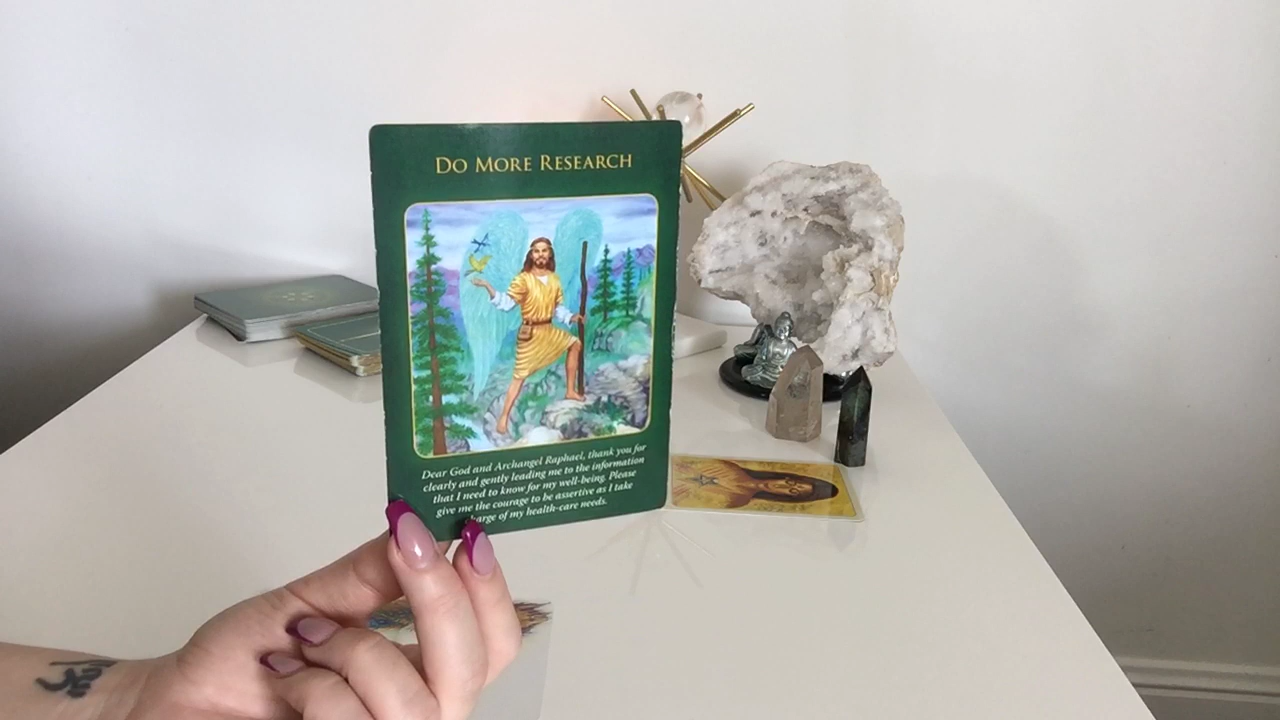 DO MORE RESEARCH
Dear God and Archangel Raphael, thank you for
clearly and gently leading me to the information
that I need to know for my well-being. Please
give me the courage to be assertive as I take
of my health-care needs.